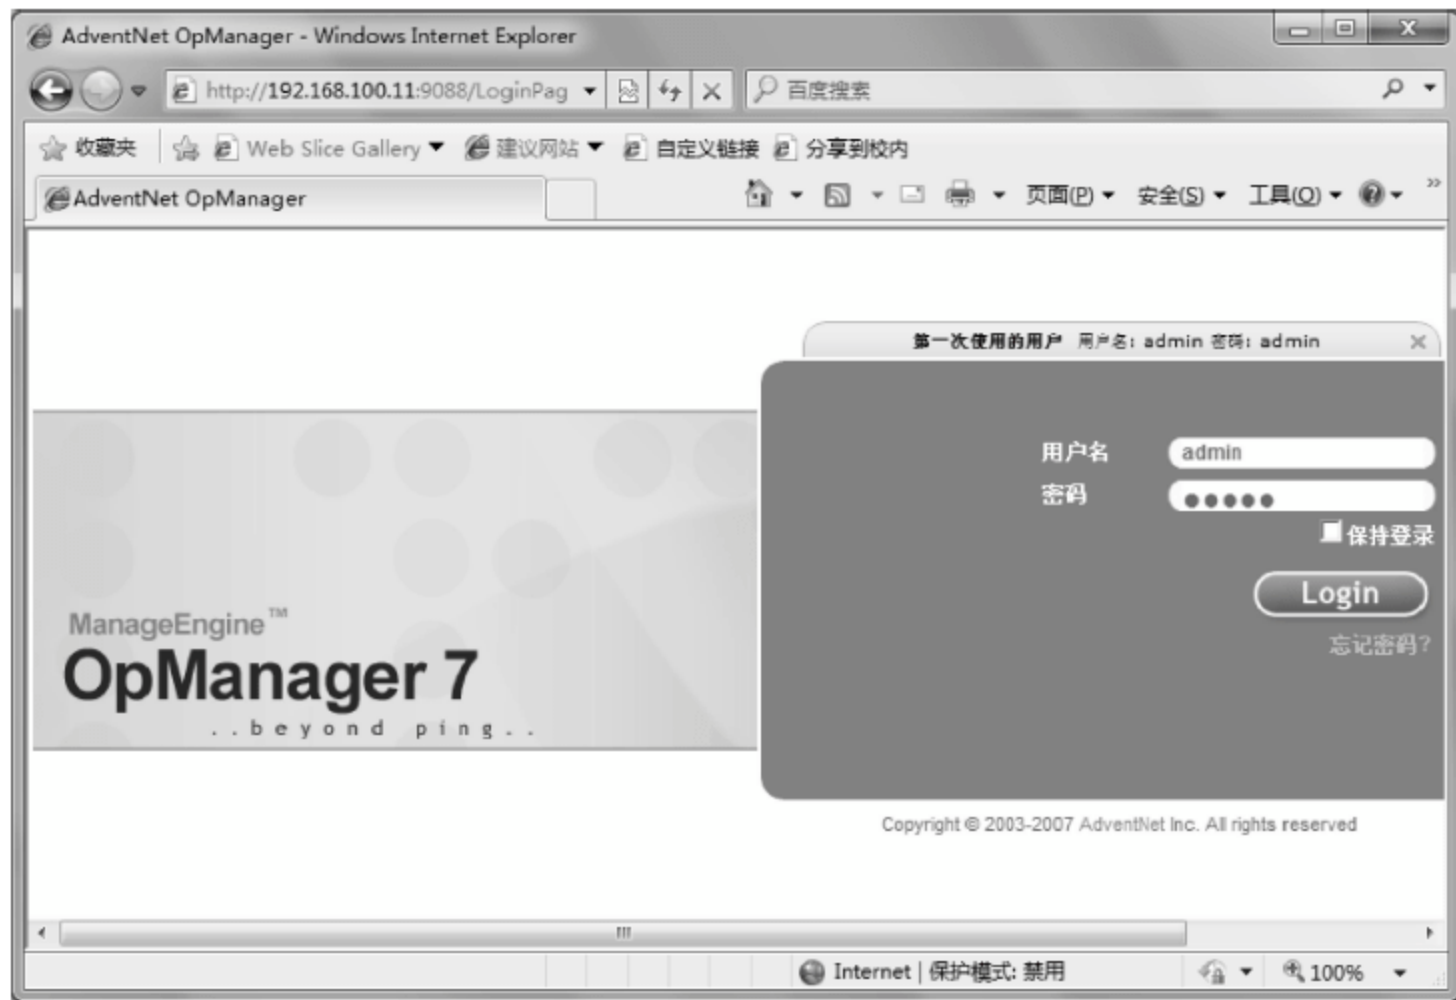 AdventNet OpManager - Windows Internet Explorer
http://192.168.100.11:9088/LoginPag
百度搜索
收藏夹 Web Slice Gallery 建议网站 自定义链接 分享到校内
AdventNet OpManager
页面(P) 安全(S) 工具(O)
第一次使用的用户 用户名: admin 密码: admin
用户名 admin
密码 ●●●●●
保持登录
Login
忘记密码?
ManageEngine™
OpManager 7
..beyond ping..
Copyright © 2003-2007 AdventNet Inc. All rights reserved
Internet | 保护模式: 禁用
100%